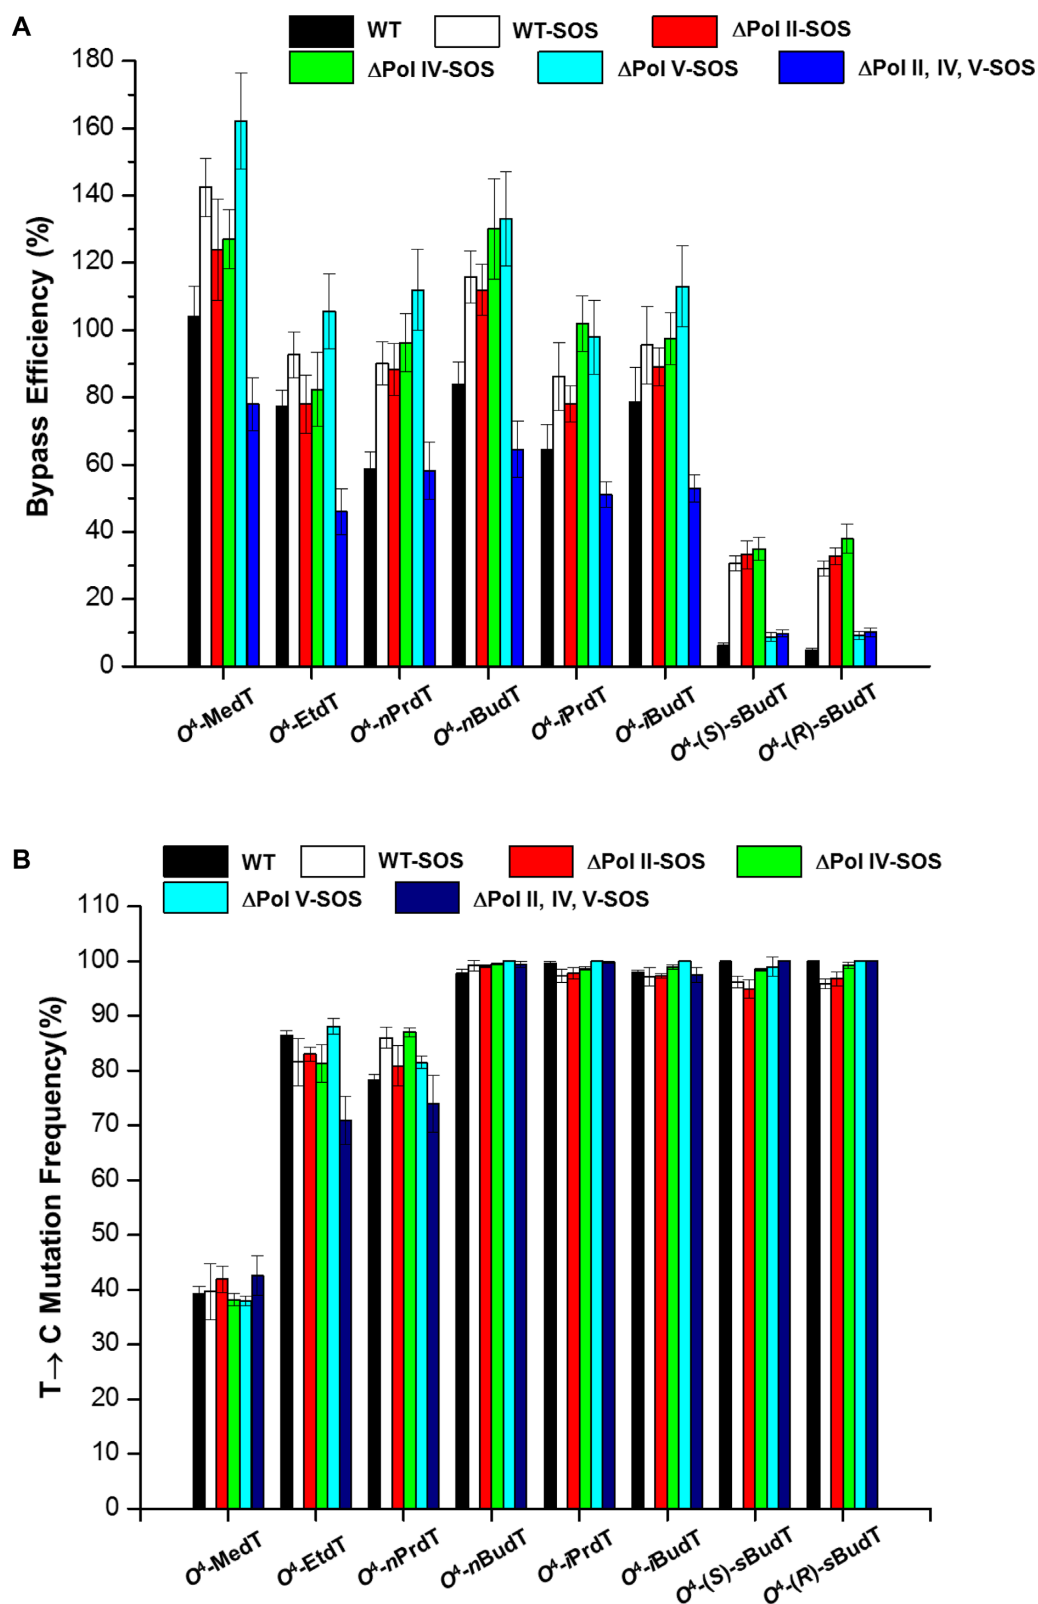 A
WT WT-SOS ΔPol II-SOS
ΔPol IV-SOS ΔPol V-SOS ΔPol II, IV, V-SOS
Bypass Efficiency (%)
180
160
140
120
100
80
60
40
20
0
O⁴-MedT O⁴-EtdT O⁴-nPrdT O⁴-nBudT O⁴-iPrdT O⁴-iBudT O⁴-(S)-sBudT O⁴-(R)-sBudT
B
WT WT-SOS ΔPol II-SOS ΔPol IV-SOS
ΔPol V-SOS ΔPol II, IV, V-SOS
T→ C Mutation Frequency(%)
110
100
90
80
70
60
50
40
30
20
10
0
O⁴-MedT O⁴-EtdT O⁴-nPrdT O⁴-nBudT O⁴-iPrdT O⁴-iBudT O⁴-(S)-sBudT O⁴-(R)-sBudT